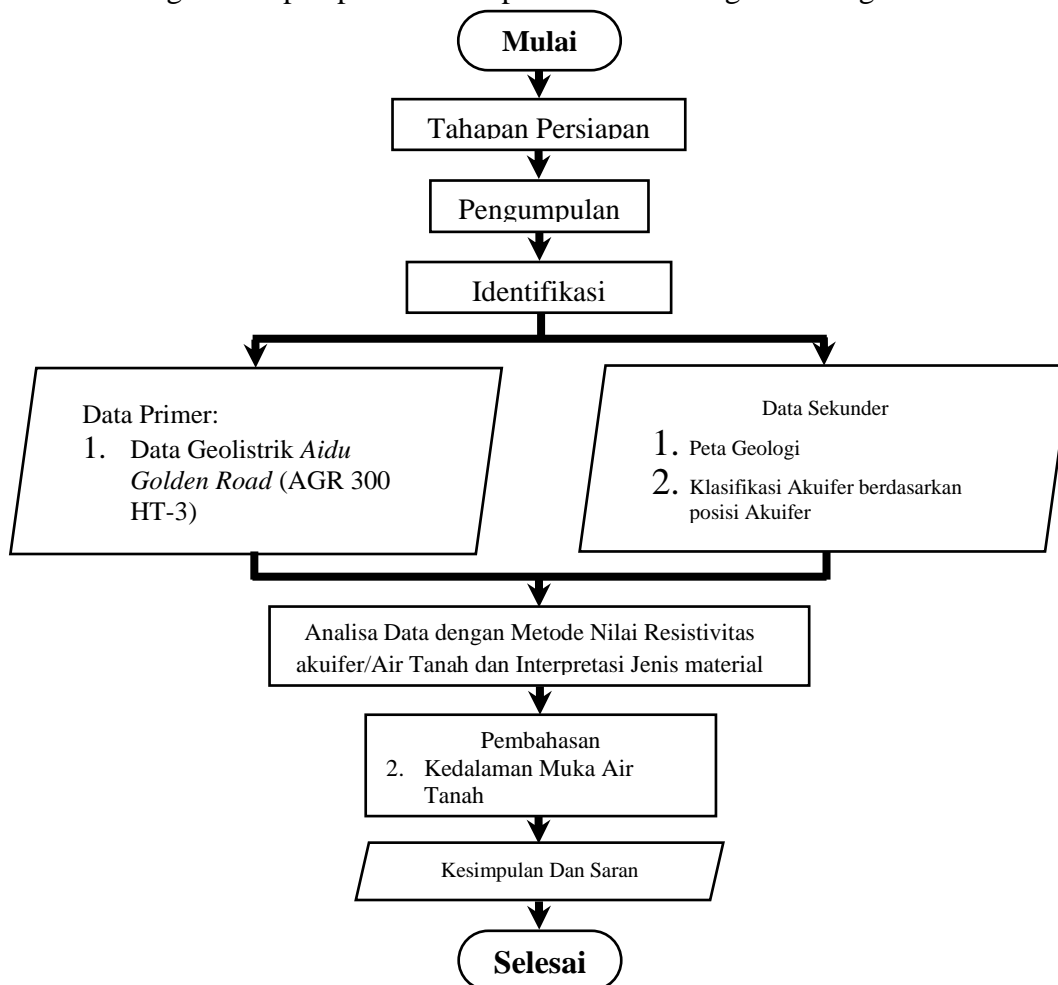 Mulai
Tahapan Persiapan
Pengumpulan
Identifikasi
Data Primer:
1. Data Geolistrik Aidu
Golden Road (AGR 300
HT-3)
Data Sekunder
1. Peta Geologi
2. Klasifikasi Akuifer berdasarkan
posisi Akuifer
Analisa Data dengan Metode Nilai Resistivitas
akuifer/Air Tanah dan Interpretasi Jenis material
Pembahasan
2. Kedalaman Muka Air
Tanah
Kesimpulan Dan Saran
Selesai